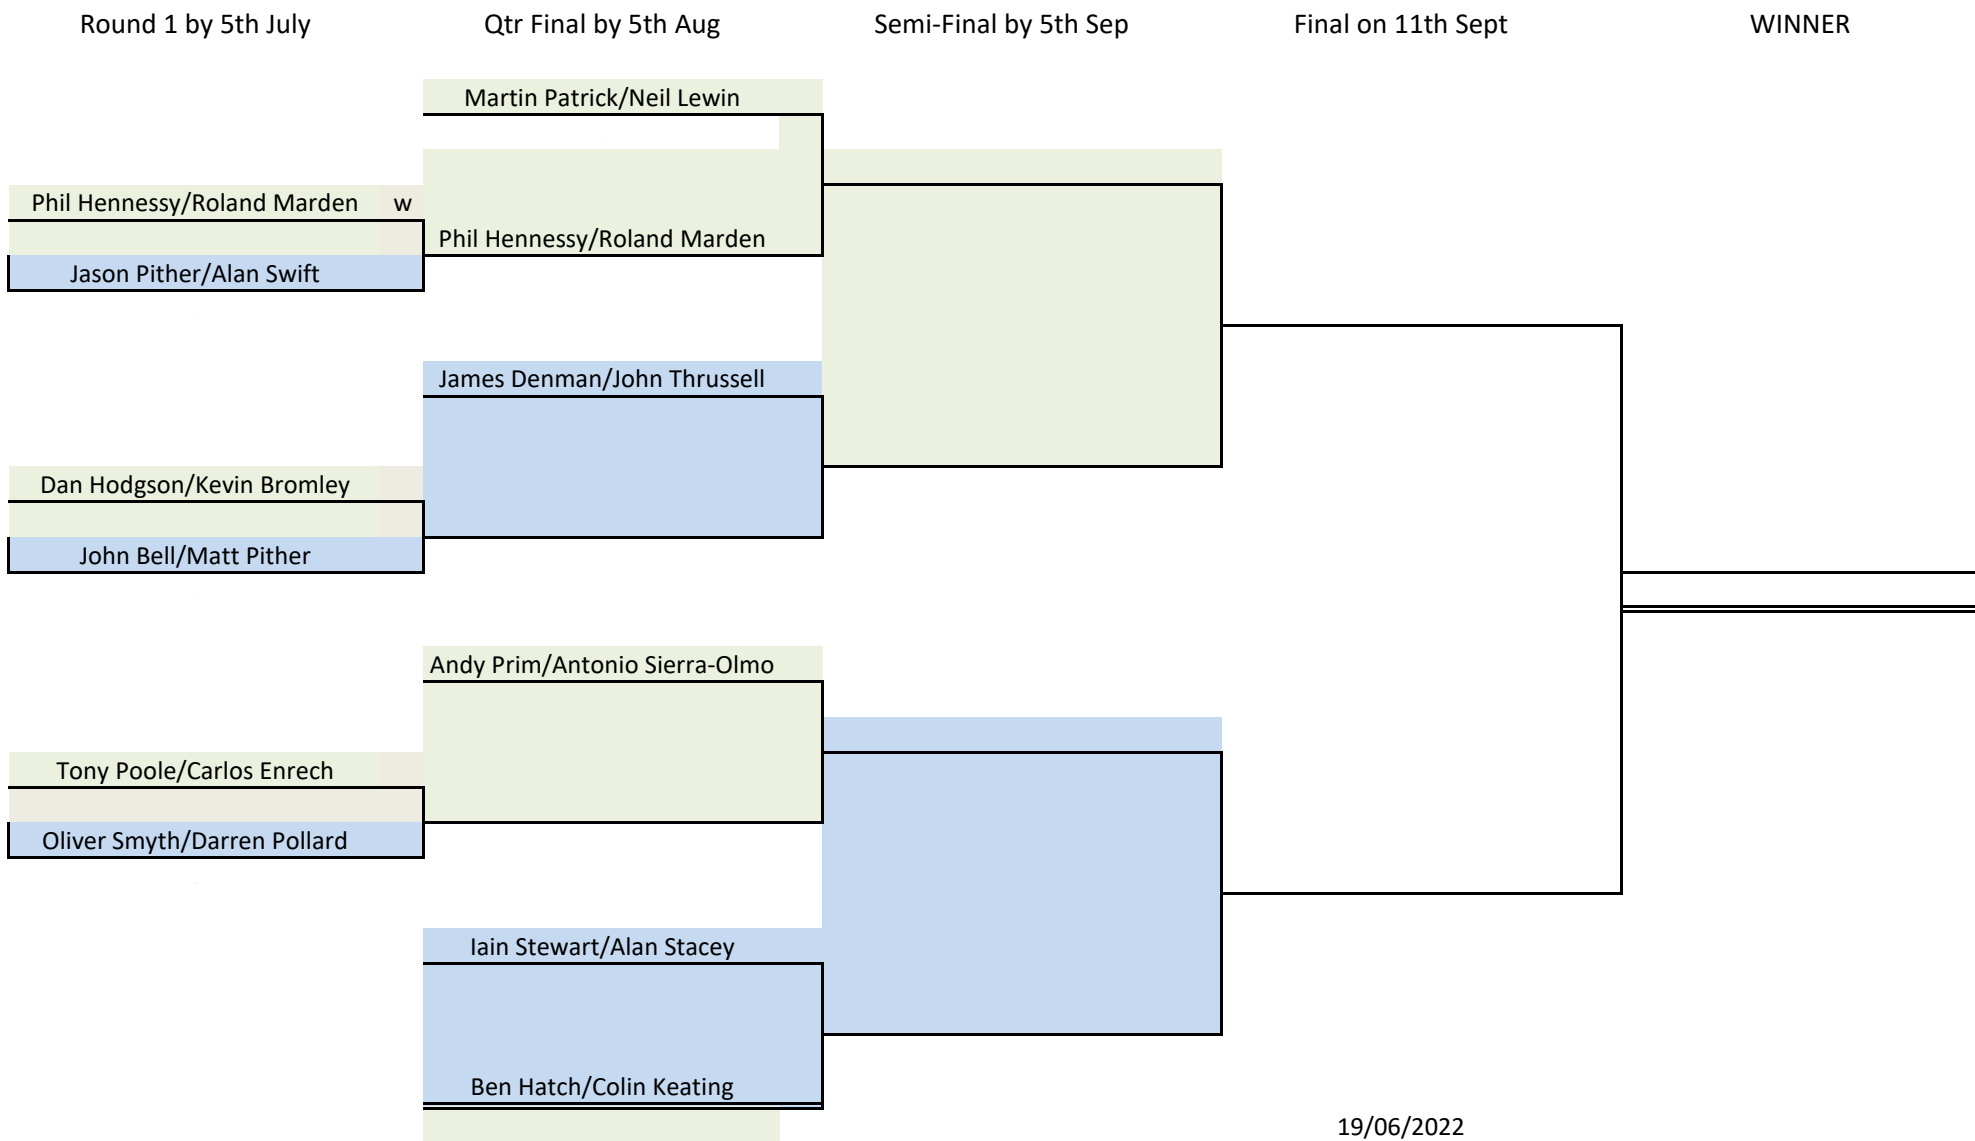 Round 1 by 5th July
Qtr Final by 5th Aug
Semi-Final by 5th Sep
Final on 11th Sept
WINNER
Martin Patrick/Neil Lewin
Phil Hennessy/Roland Marden w
Phil Hennessy/Roland Marden
Jason Pither/Alan Swift
James Denman/John Thrussell
Dan Hodgson/Kevin Bromley
John Bell/Matt Pither
Andy Prim/Antonio Sierra-Olmo
Tony Poole/Carlos Enrech
Oliver Smyth/Darren Pollard
Iain Stewart/Alan Stacey
Ben Hatch/Colin Keating
19/06/2022